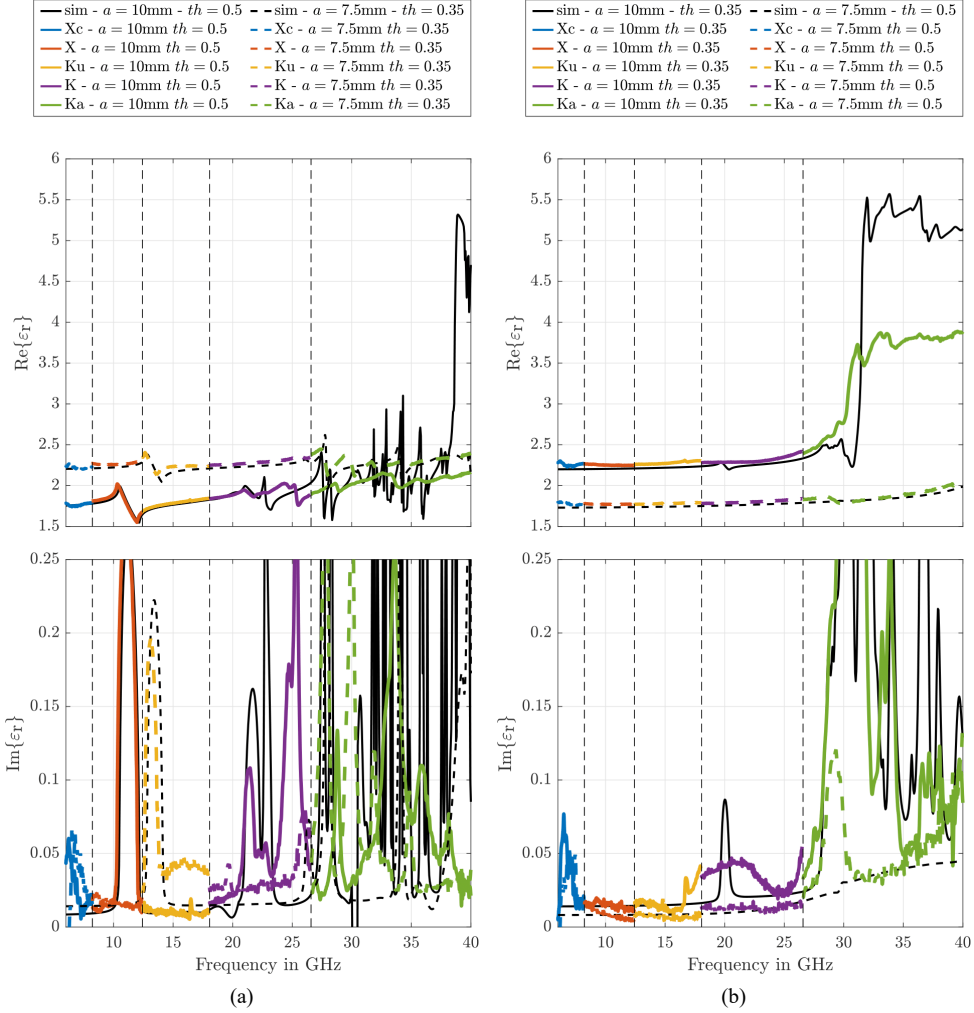 sim - a = 10mm - th = 0.5 sim - a = 7.5mm - th = 0.35
Xc - a = 10mm th = 0.5 Xc - a = 7.5mm th = 0.35
X - a = 10mm th = 0.5 X - a = 7.5mm th = 0.35
Ku - a = 10mm th = 0.5 Ku - a = 7.5mm th = 0.35
K - a = 10mm th = 0.5 K - a = 7.5mm th = 0.35
Ka - a = 10mm th = 0.5 Ka - a = 7.5mm th = 0.35
sim - a = 10mm - th = 0.35 sim - a = 7.5mm - th = 0.5
Xc - a = 10mm th = 0.35 Xc - a = 7.5mm th = 0.5
X - a = 10mm th = 0.35 X - a = 7.5mm th = 0.5
Ku - a = 10mm th = 0.35 Ku - a = 7.5mm th = 0.5
K - a = 10mm th = 0.35 K - a = 7.5mm th = 0.5
Ka - a = 10mm th = 0.35 Ka - a = 7.5mm th = 0.5
6
5.5
5
4.5
4
3.5
3
2.5
2
1.5
Re{εr}
6
5.5
5
4.5
4
3.5
3
2.5
2
1.5
Re{εr}
0.25
0.2
0.15
0.1
0.05
0
Im{εr}
10 15 20 25 30 35 40
Frequency in GHz
(a)
0.25
0.2
0.15
0.1
0.05
0
Im{εr}
10 15 20 25 30 35 40
Frequency in GHz
(b)